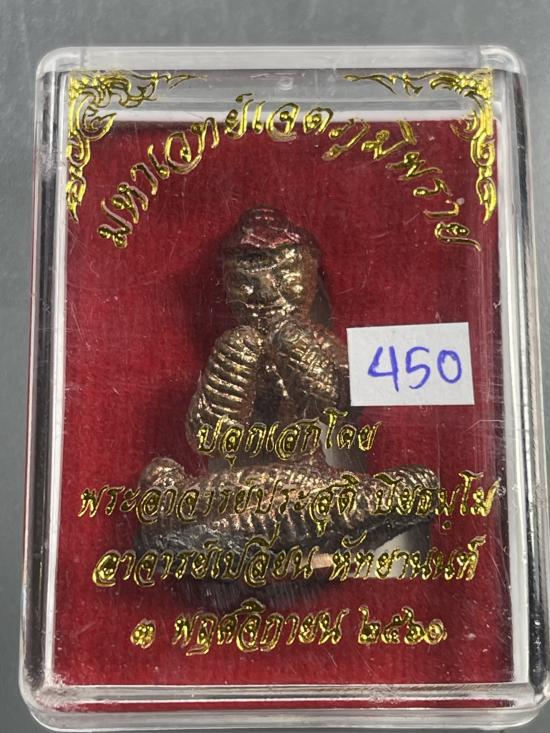 มหาเวทย์เจตภูมิพราย
450
ปลุกเสกโดย
พระอาจารย์ประสูติ ปิยธมฺโม
อาจารย์เปลี่ยน หัทยานนท์
๓ พฤศจิกายน ๒๕๖๐